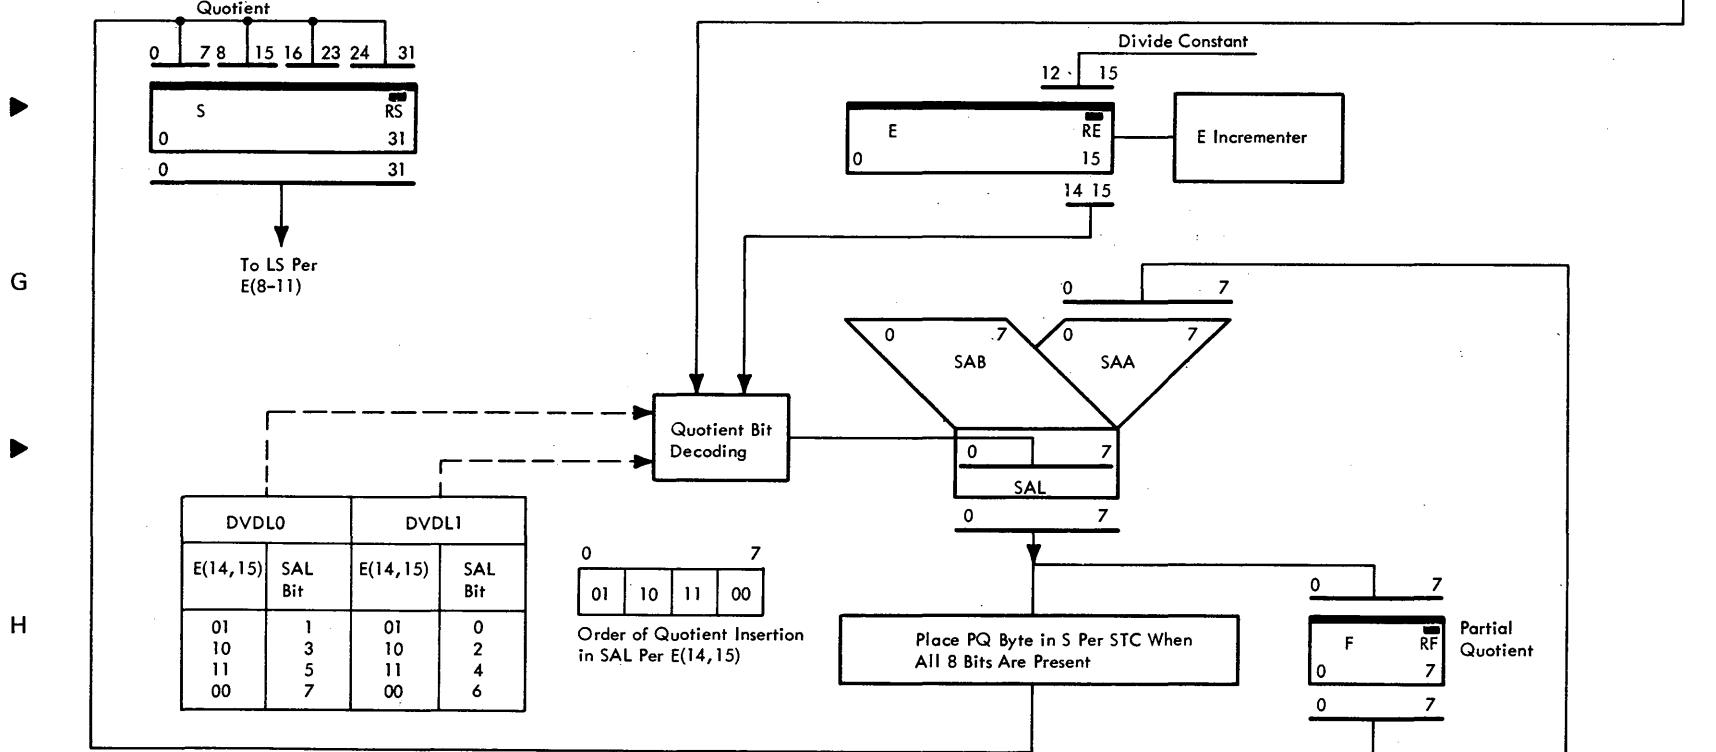 Quotient
0 7 8 15 16 23 24 31
S RS
0 31
0 31
To LS Per
E(8-11)
Divide Constant
12 15
E RE
0 15
E Incrementer
14 15
G
0 7
0 7 0 7
SAB SAA
Quotient Bit
Decoding
0 7
SAL
0 7
DVDL0 DVDL1
E(14,15) SAL Bit E(14,15) SAL Bit
01 1 01 0
10 3 10 2
11 5 11 4
00 7 00 6
0 7
01 10 11 00
Order of Quotient Insertion
in SAL Per E(14,15)
H
Place PQ Byte in S Per STC When
All 8 Bits Are Present
0 7
F RF
0 7
Partial
Quotient
0 7